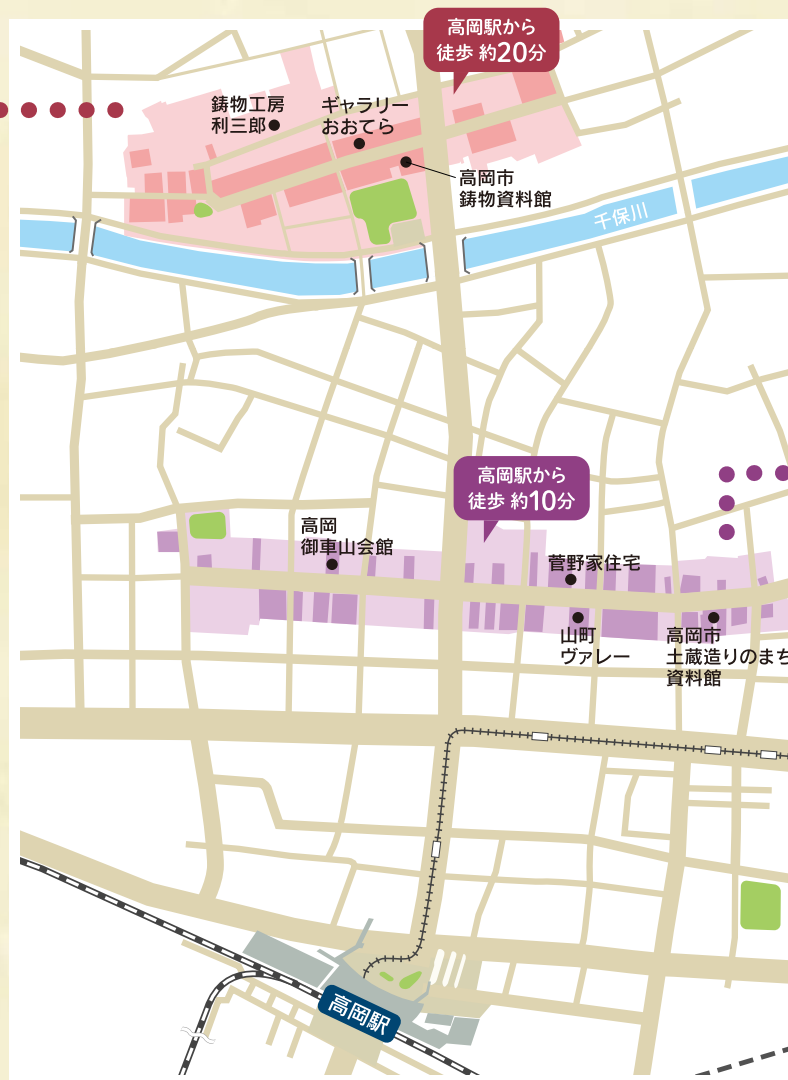 高岡駅から
徒歩 約20分
鋳物工房
利三郎
ギャラリー
おおてら
高岡市
鋳物資料館
千保川
高岡駅から
徒歩 約10分
高岡
御車山会館
菅野家住宅
山町
ヴァレー
高岡市
土蔵造りのまち
資料館
高岡駅